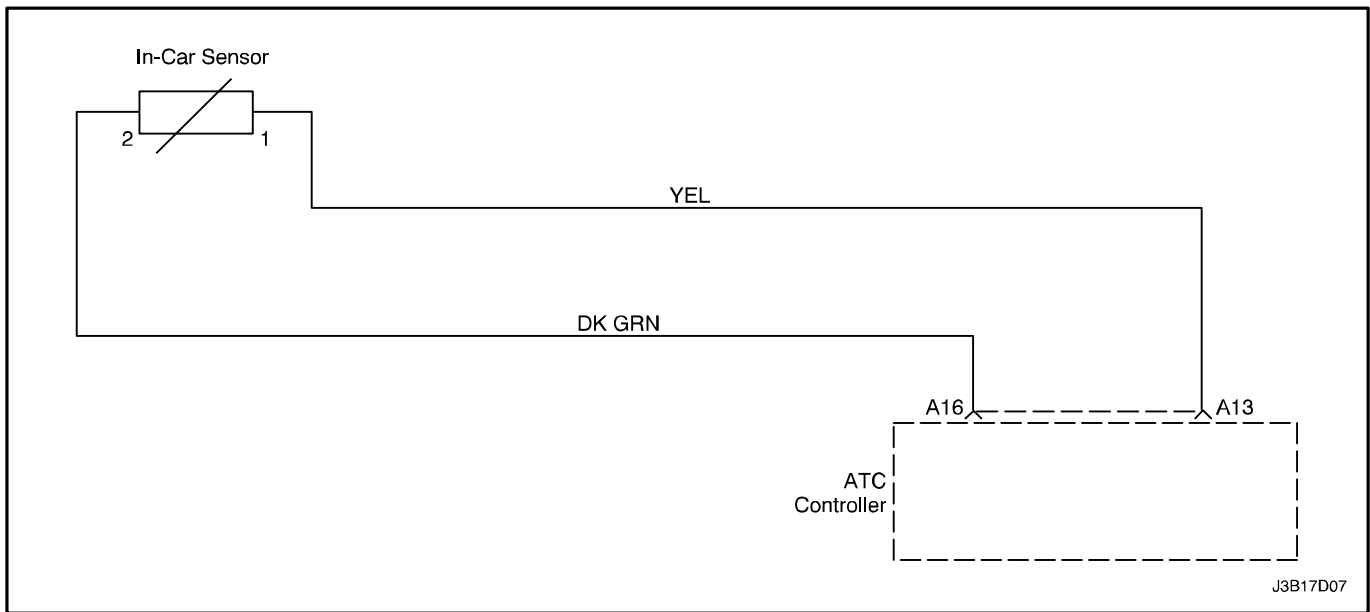 In-Car Sensor
2
1
YEL
DK GRN
A16
A13
ATC
Controller
J3B17D07